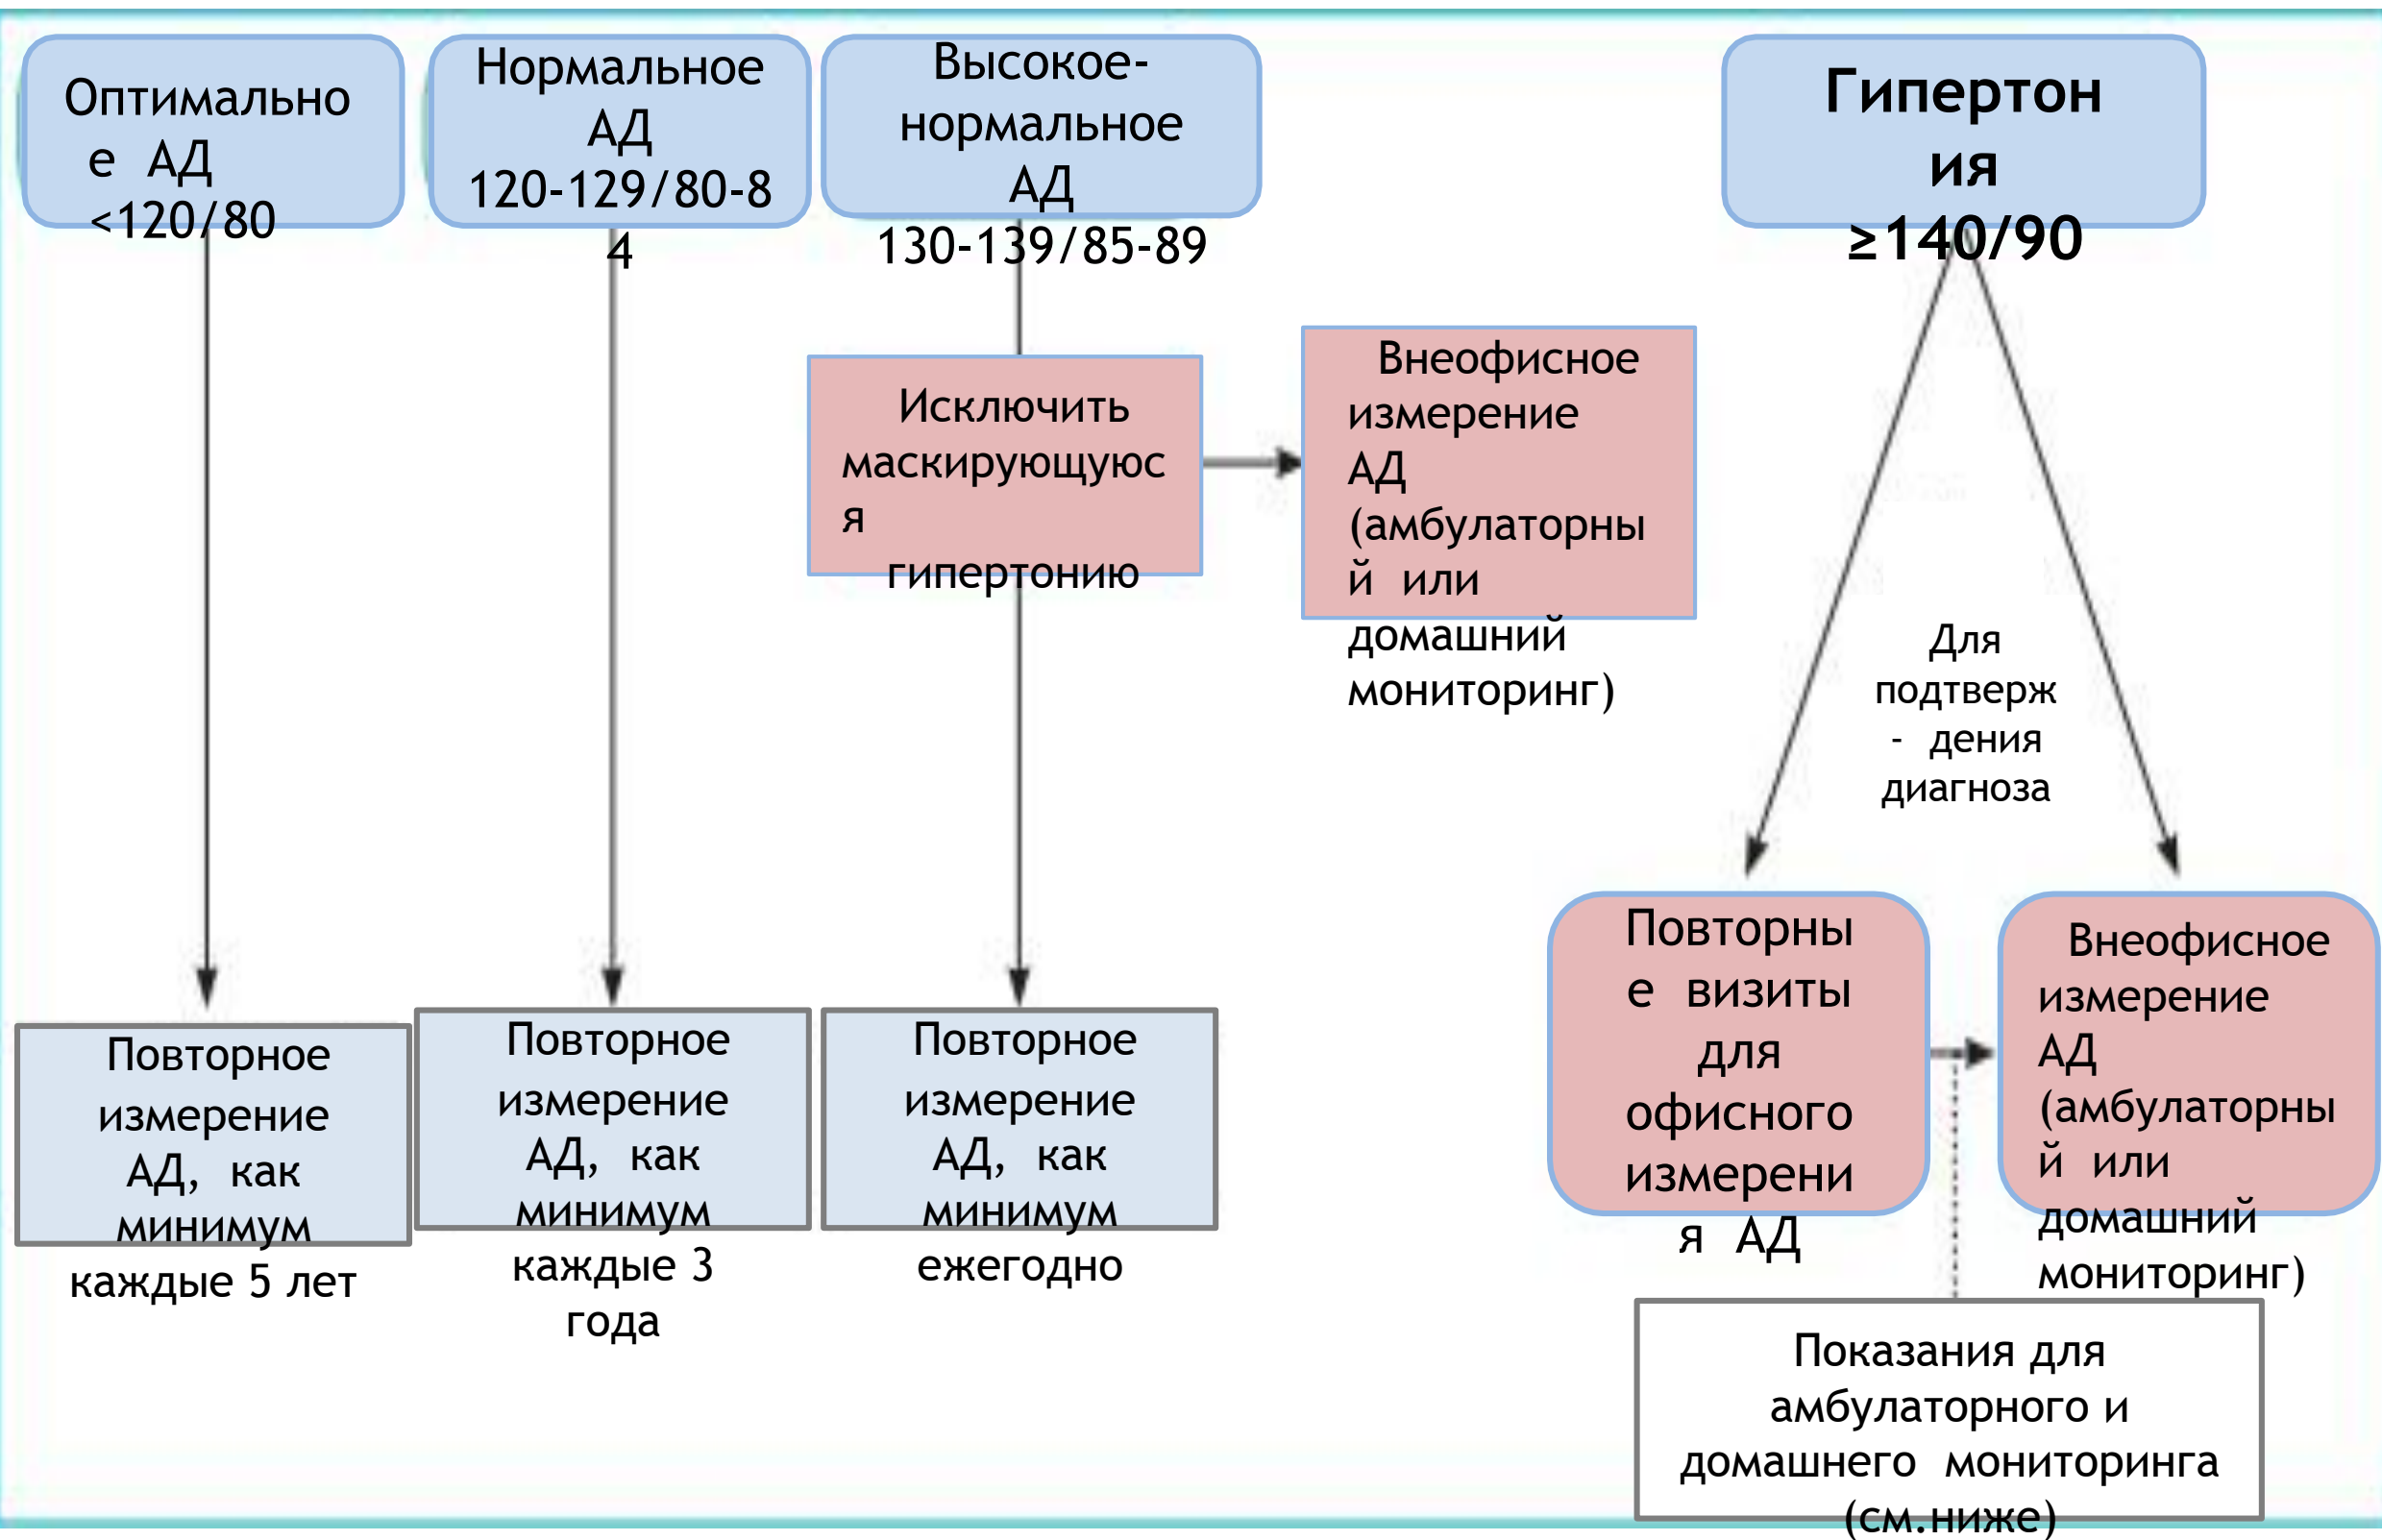 Оптимально
е АД
<120/80
Нормальное
АД
120-129/80-8
4
Высокое-
нормальное
АД
130-139/85-89
Гипертон
ия
≥140/90
Исключить
маскирующуюс
я
гипертонию
Внеофисное
измерение
АД
(амбулаторны
й или
домашний
мониторинг)
Для
подтверж
- дения
диагноза
Повторное
измерение
АД, как
минимум
каждые 5 лет
Повторное
измерение
АД, как
минимум
каждые 3
года
Повторное
измерение
АД, как
минимум
ежегодно
Повторны
е визиты
для
офисного
измерени
я АД
Внеофисное
измерение
АД
(амбулаторны
й или
домашний
мониторинг)
Показания для
амбулаторного и
домашнего мониторинга
(см.ниже)